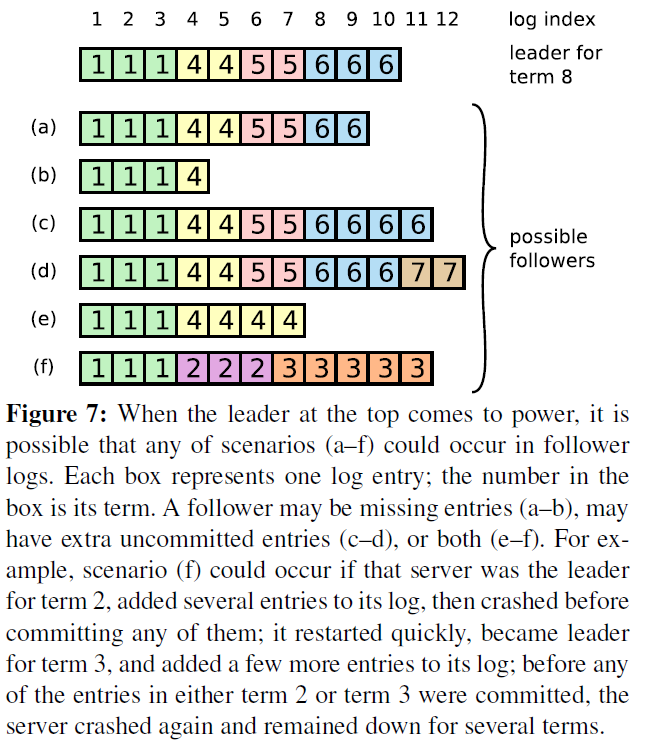 1 2 3 4 5 6 7 8 9 10 11 12 log index
1 1 1 4 4 5 5 6 6 6 leader for
term 8
(a) 1 1 1 4 4 5 5 6 6
(b) 1 1 1 4
(c) 1 1 1 4 4 5 5 6 6 6 6
(d) 1 1 1 4 4 5 5 6 6 6 7 7
possible
followers
(e) 1 1 1 4 4 4 4
(f) 1 1 1 2 2 2 3 3 3 3 3
Figure 7: When the leader at the top comes to power, it is
possible that any of scenarios (a–f) could occur in follower
logs. Each box represents one log entry; the number in the
box is its term. A follower may be missing entries (a–b), may
have extra uncommitted entries (c–d), or both (e–f). For ex-
ample, scenario (f) could occur if that server was the leader
for term 2, added several entries to its log, then crashed before
committing any of them; it restarted quickly, became leader
for term 3, and added a few more entries to its log; before any
of the entries in either term 2 or term 3 were committed, the
server crashed again and remained down for several terms.